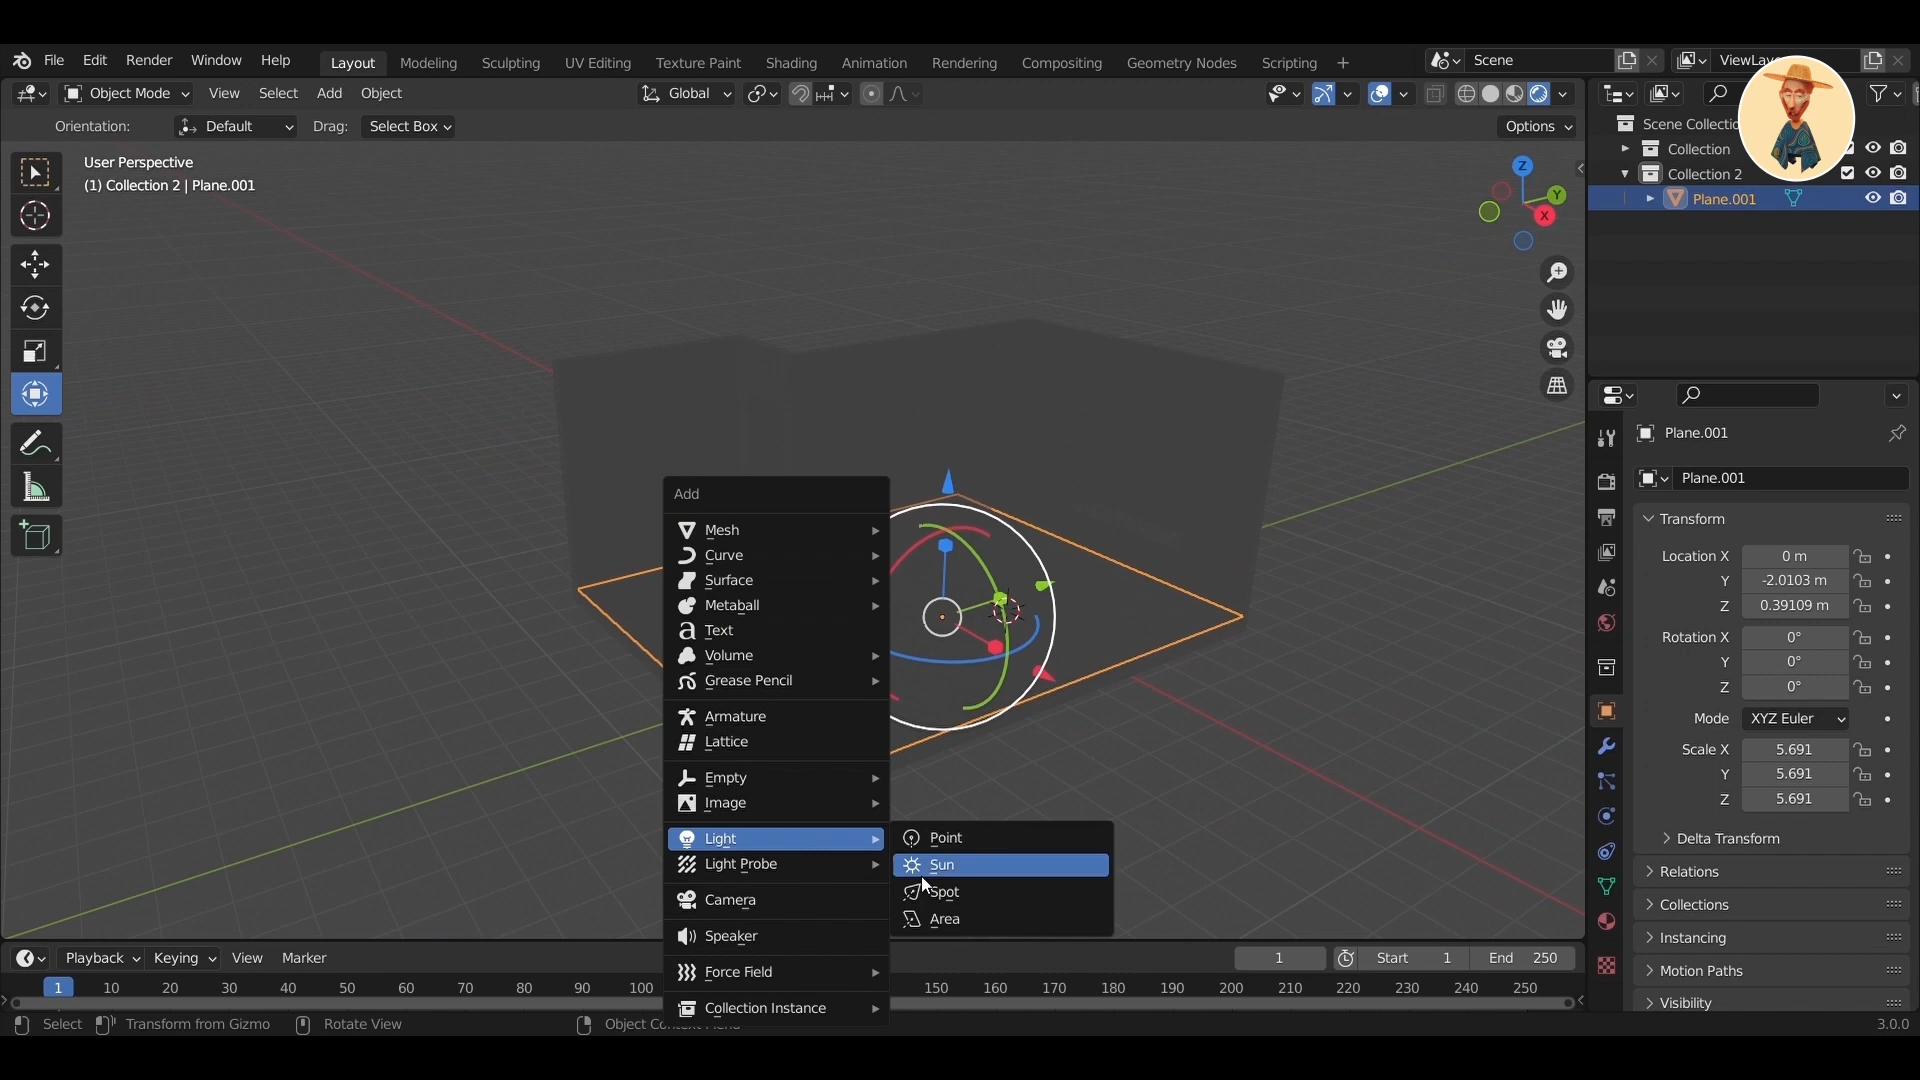 File Edit Render Window Help Layout Modeling Sculpting UV Editing Texture Paint Shading Animation Rendering Compositing Geometry Nodes Scripting + Scene
Object Mode View Select Add Object Global
Orientation: Default Drag: Select Box Options
User Perspective
(1) Collection 2 | Plane.001
Z
Y
X
Collection
Collection 2
Plane.001
Add
Mesh
Curve
Surface
Metaball
Text
Volume
Grease Pencil
Armature
Lattice
Empty
Image
Light
Light Probe
Camera
Speaker
Force Field
Collection Instance
Point
Sun
Spot
Area
Plane.001
Plane.001
Transform
Location X 0 m
Y -2.0103 m
Z 0.39109 m
Rotation X 0°
Y 0°
Z 0°
Mode XYZ Euler
Scale X 5.691
Y 5.691
Z 5.691
Delta Transform
Relations
Collections
Instancing
Motion Paths
Visibility
Playback Keying View Marker 1 Start 1 End 250
1 10 20 30 40 50 60 70 80 90 100 150 160 170 180 190 200 210 220 230 240 250
Select Transform from Gizmo Rotate View Object 3.0.0